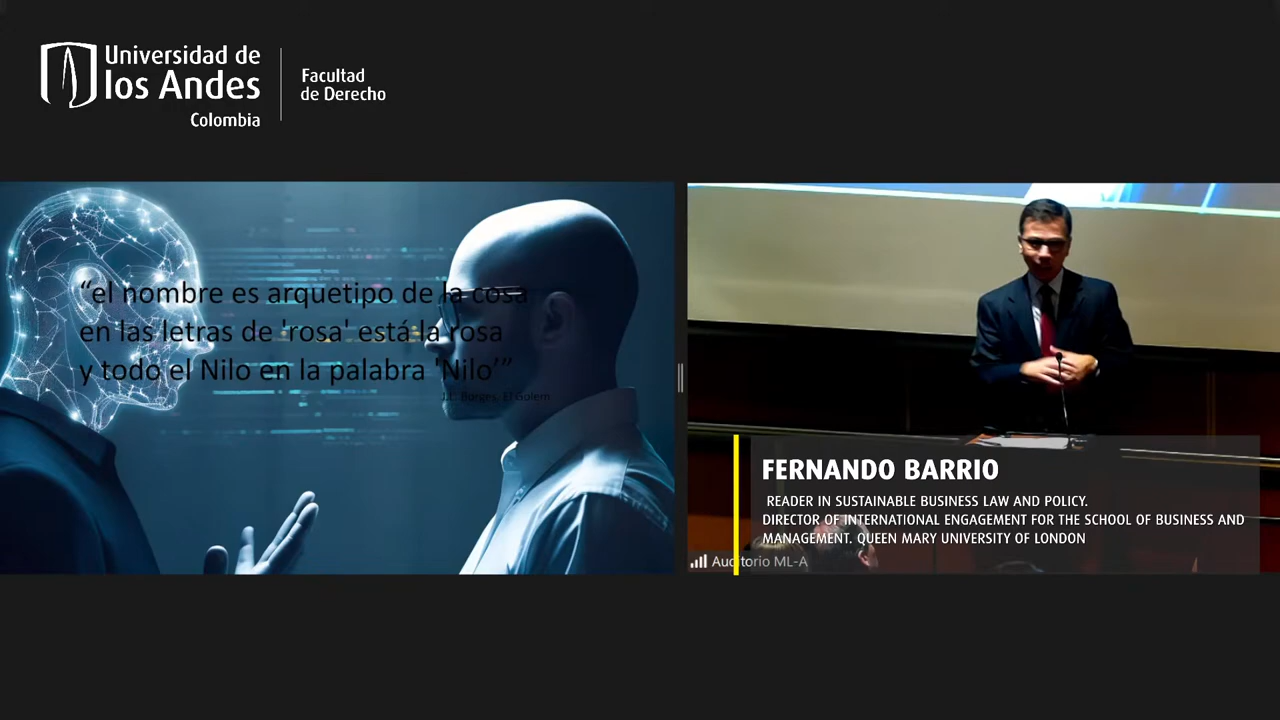 Universidad de
los Andes
Colombia
Facultad
de Derecho
“el nombre es arquetipo de la cosa
en las letras de 'rosa' está la rosa
y todo el Nilo en la palabra 'Nilo'”
J.L. Borges, El Golem
FERNANDO BARRIO
READER IN SUSTAINABLE BUSINESS LAW AND POLICY.
DIRECTOR OF INTERNATIONAL ENGAGEMENT FOR THE SCHOOL OF BUSINESS AND
MANAGEMENT. QUEEN MARY UNIVERSITY OF LONDON
Auditorio ML-A